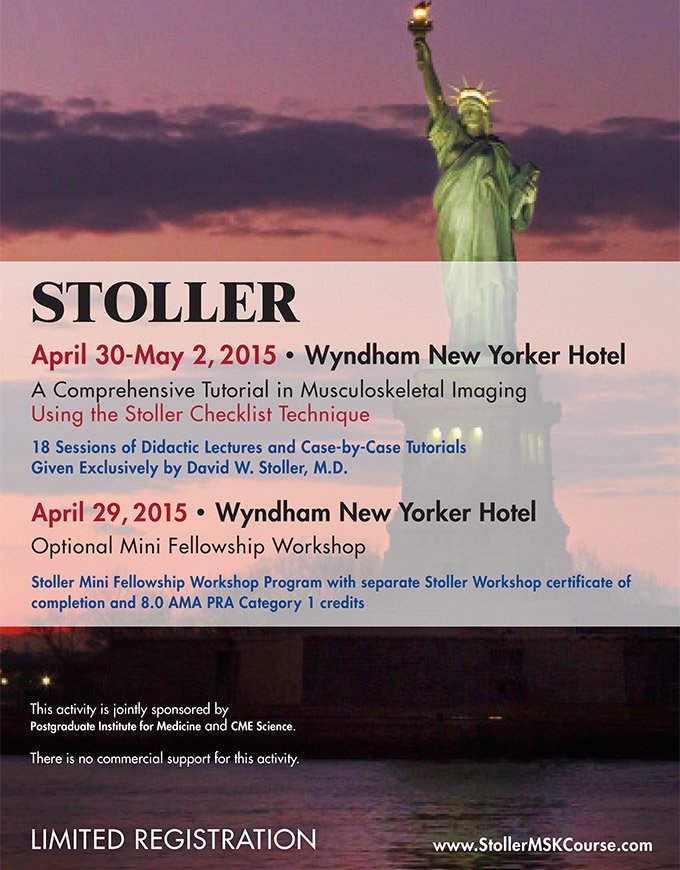 STOLLER
April 30-May 2, 2015 • Wyndham New Yorker Hotel
A Comprehensive Tutorial in Musculoskeletal Imaging
Using the Stoller Checklist Technique
18 Sessions of Didactic Lectures and Case-by-Case Tutorials
Given Exclusively by David W. Stoller, M.D.
April 29, 2015 • Wyndham New Yorker Hotel
Optional Mini Fellowship Workshop
Stoller Mini Fellowship Workshop Program with separate Stoller Workshop certificate of
completion and 8.0 AMA PRA Category 1 credits
This activity is jointly sponsored by
Postgraduate Institute for Medicine and CME Science.
There is no commercial support for this activity.
LIMITED REGISTRATION
www.StollerMSKCourse.com